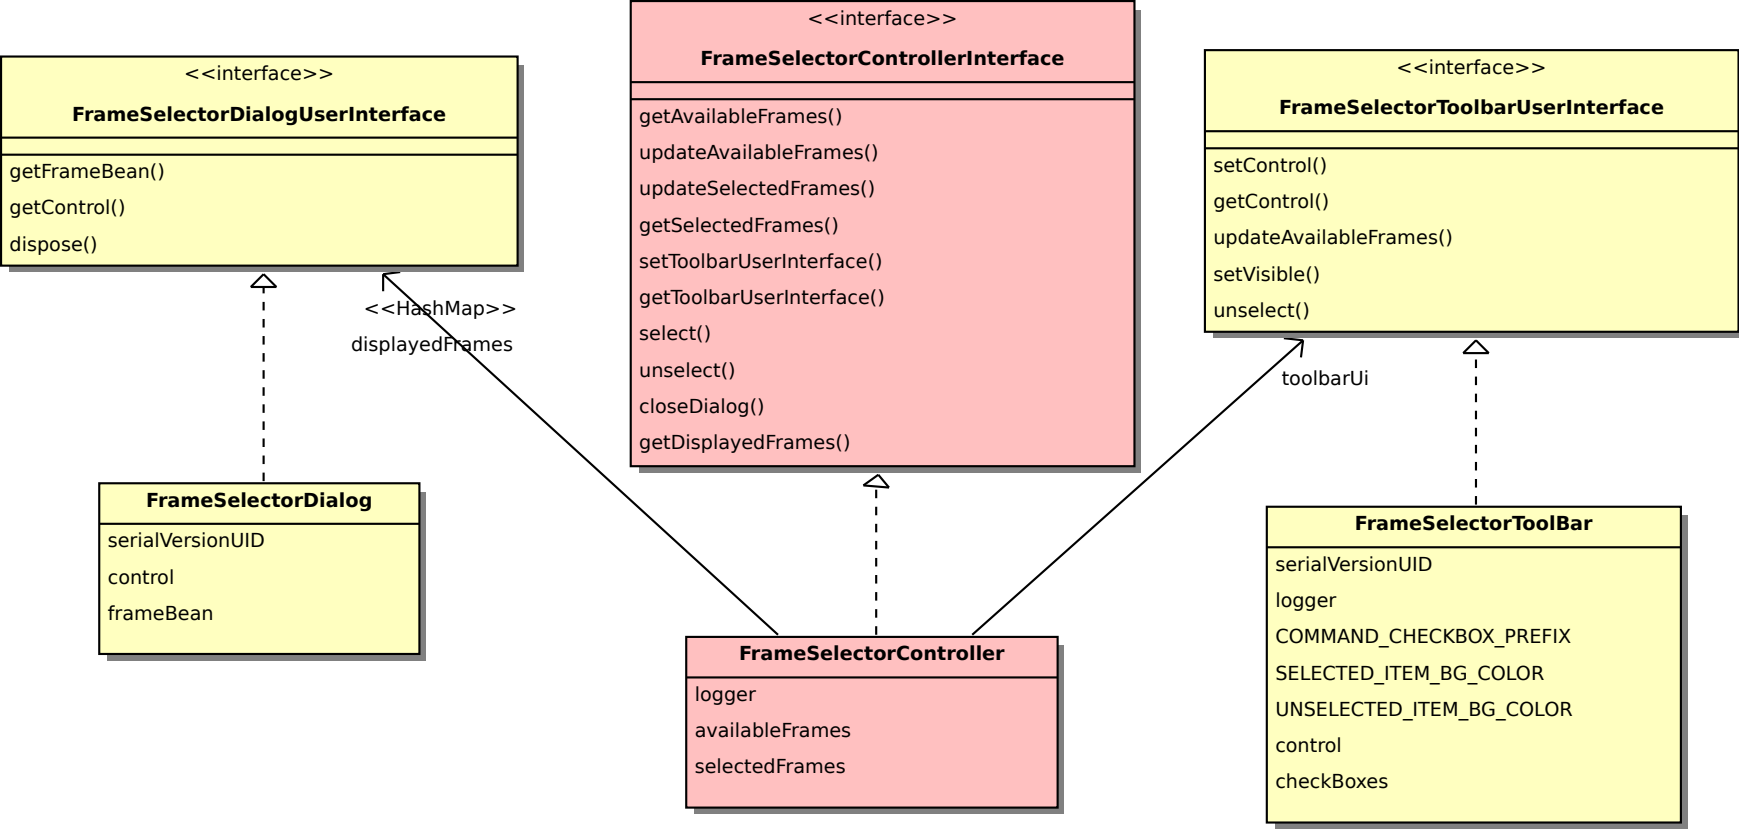 <<interface>>
FrameSelectorDialogUserInterface
getFrameBean()
getControl()
dispose()
<<interface>>
FrameSelectorControllerInterface
getAvailableFrames()
updateAvailableFrames()
updateSelectedFrames()
getSelectedFrames()
setToolbarUserInterface()
getToolbarUserInterface()
select()
unselect()
closeDialog()
getDisplayedFrames()
<<interface>>
FrameSelectorToolbarUserInterface
setControl()
getControl()
updateAvailableFrames()
setVisible()
unselect()
<<HashMap>>
displayedFrames
toolbarUi
FrameSelectorDialog
serialVersionUID
control
frameBean
FrameSelectorController
logger
availableFrames
selectedFrames
FrameSelectorToolBar
serialVersionUID
logger
COMMAND_CHECKBOX_PREFIX
SELECTED_ITEM_BG_COLOR
UNSELECTED_ITEM_BG_COLOR
control
checkBoxes